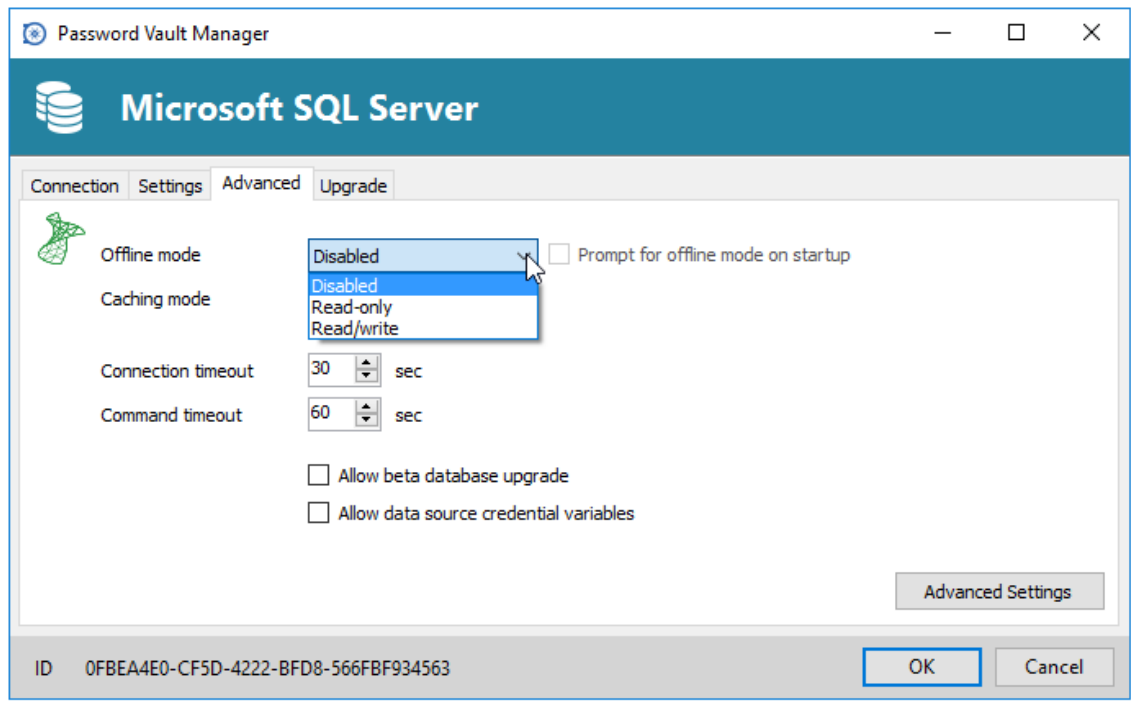 Password Vault Manager
Microsoft SQL Server
Connection Settings Advanced Upgrade
Offline mode Disabled Prompt for offline mode on startup
Disabled
Caching mode
Read-only
Read/write
Connection timeout 30 sec
Command timeout 60 sec
Allow beta database upgrade
Allow data source credential variables
Advanced Settings
ID 0FBEA4E0-CF5D-4222-BFD8-566FBF934563 OK Cancel